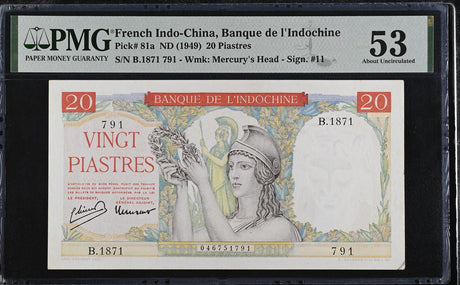 PMG
PAPER MONEY GUARANTY
French Indo-China, Banque de l'Indochine
Pick# 81a ND (1949) 20 Piastres
S/N B.1871 791 - Wmk: Mercury's Head - Sign. #11
53
About Uncirculated
20
BANQUE DE L'INDOCHINE
20
791
B.1871
VINGT
PIASTRES
LE PRÉSIDENT,
LE DIRECTEUR
GÉNÉRAL ADJOINT,
B.1871
046751791
791